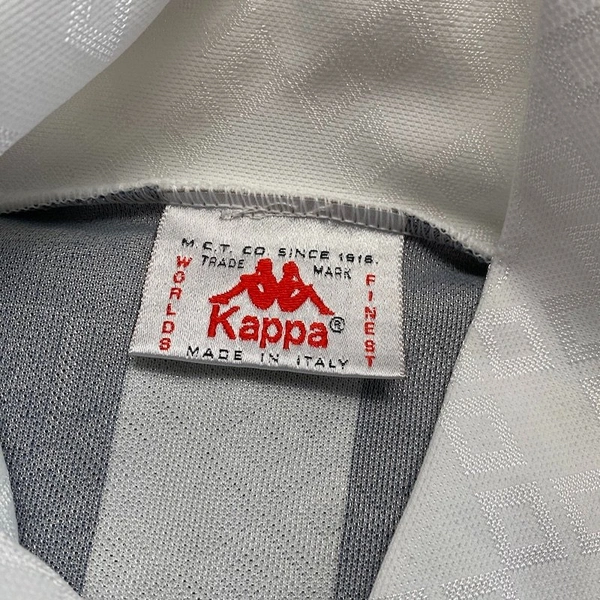 M.C.T. CO. SINCE 1916.
TRADE MARK
WORLDS
FINEST
Kappa®
MADE IN ITALY